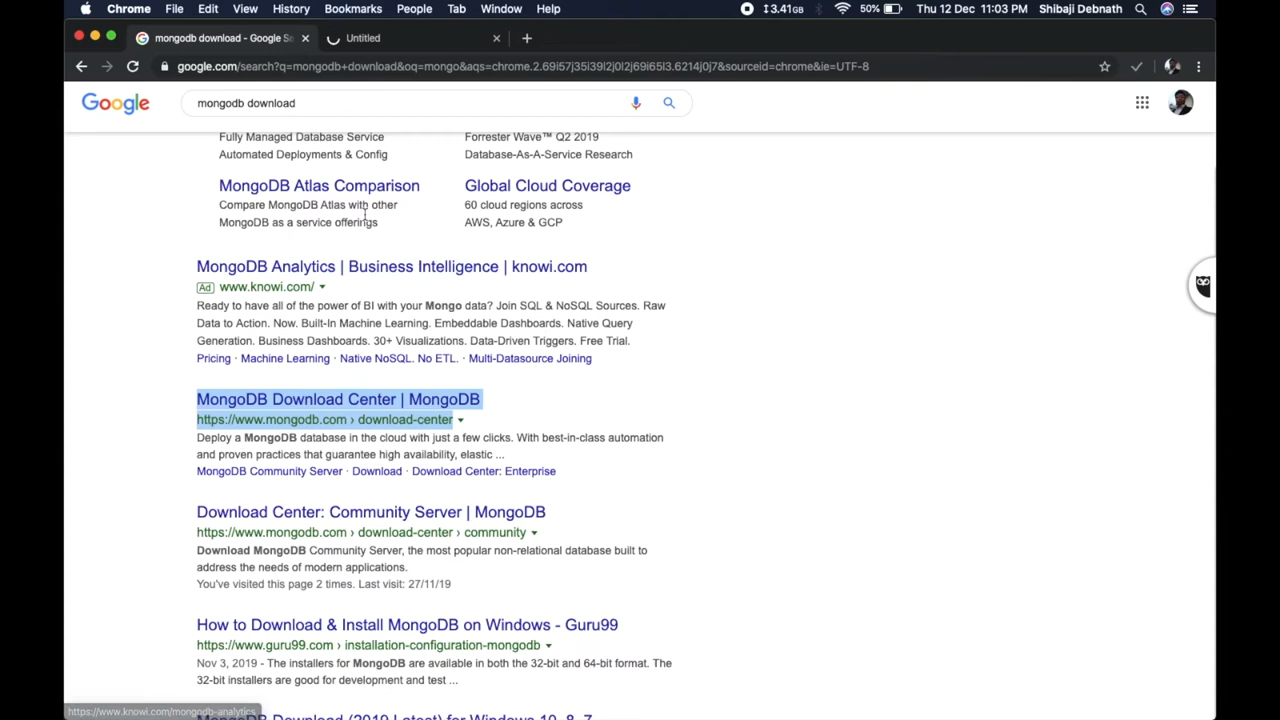 Chrome File Edit View History Bookmarks People Tab Window Help 3.41GB 50% Thu 12 Dec 11:03 PM Shibaji Debnath
mongodb download - Google Se Untitled
google.com/search?q=mongodb+download&oq=mongo&aqs=chrome.2.69i57j35i39l2j0l2j69i65l3.6214j0j7&sourceid=chrome&ie=UTF-8
Google mongodb download
Fully Managed Database Service Forrester Wave™ Q2 2019
Automated Deployments & Config Database-As-A-Service Research
MongoDB Atlas Comparison Global Cloud Coverage
Compare MongoDB Atlas with other 60 cloud regions across
MongoDB as a service offerings AWS, Azure & GCP
MongoDB Analytics | Business Intelligence | knowi.com
Ad www.knowi.com/
Ready to have all of the power of BI with your Mongo data? Join SQL & NoSQL Sources. Raw
Data to Action. Now. Built-In Machine Learning. Embeddable Dashboards. Native Query
Generation. Business Dashboards. 30+ Visualizations. Data-Driven Triggers. Free Trial.
Pricing · Machine Learning · Native NoSQL. No ETL. · Multi-Datasource Joining
MongoDB Download Center | MongoDB
https://www.mongodb.com › download-center
Deploy a MongoDB database in the cloud with just a few clicks. With best-in-class automation
and proven practices that guarantee high availability, elastic ...
MongoDB Community Server · Download · Download Center: Enterprise
Download Center: Community Server | MongoDB
https://www.mongodb.com › download-center › community
Download MongoDB Community Server, the most popular non-relational database built to
address the needs of modern applications.
You've visited this page 2 times. Last visit: 27/11/19
How to Download & Install MongoDB on Windows - Guru99
https://www.guru99.com › installation-configuration-mongodb
Nov 3, 2019 - The installers for MongoDB are available in both the 32-bit and 64-bit format. The
32-bit installers are good for development and test ...
https://www.knowi.com/mongodb-analytics
MongoDB Download (2019 Latest) for Windows 10, 8, 7